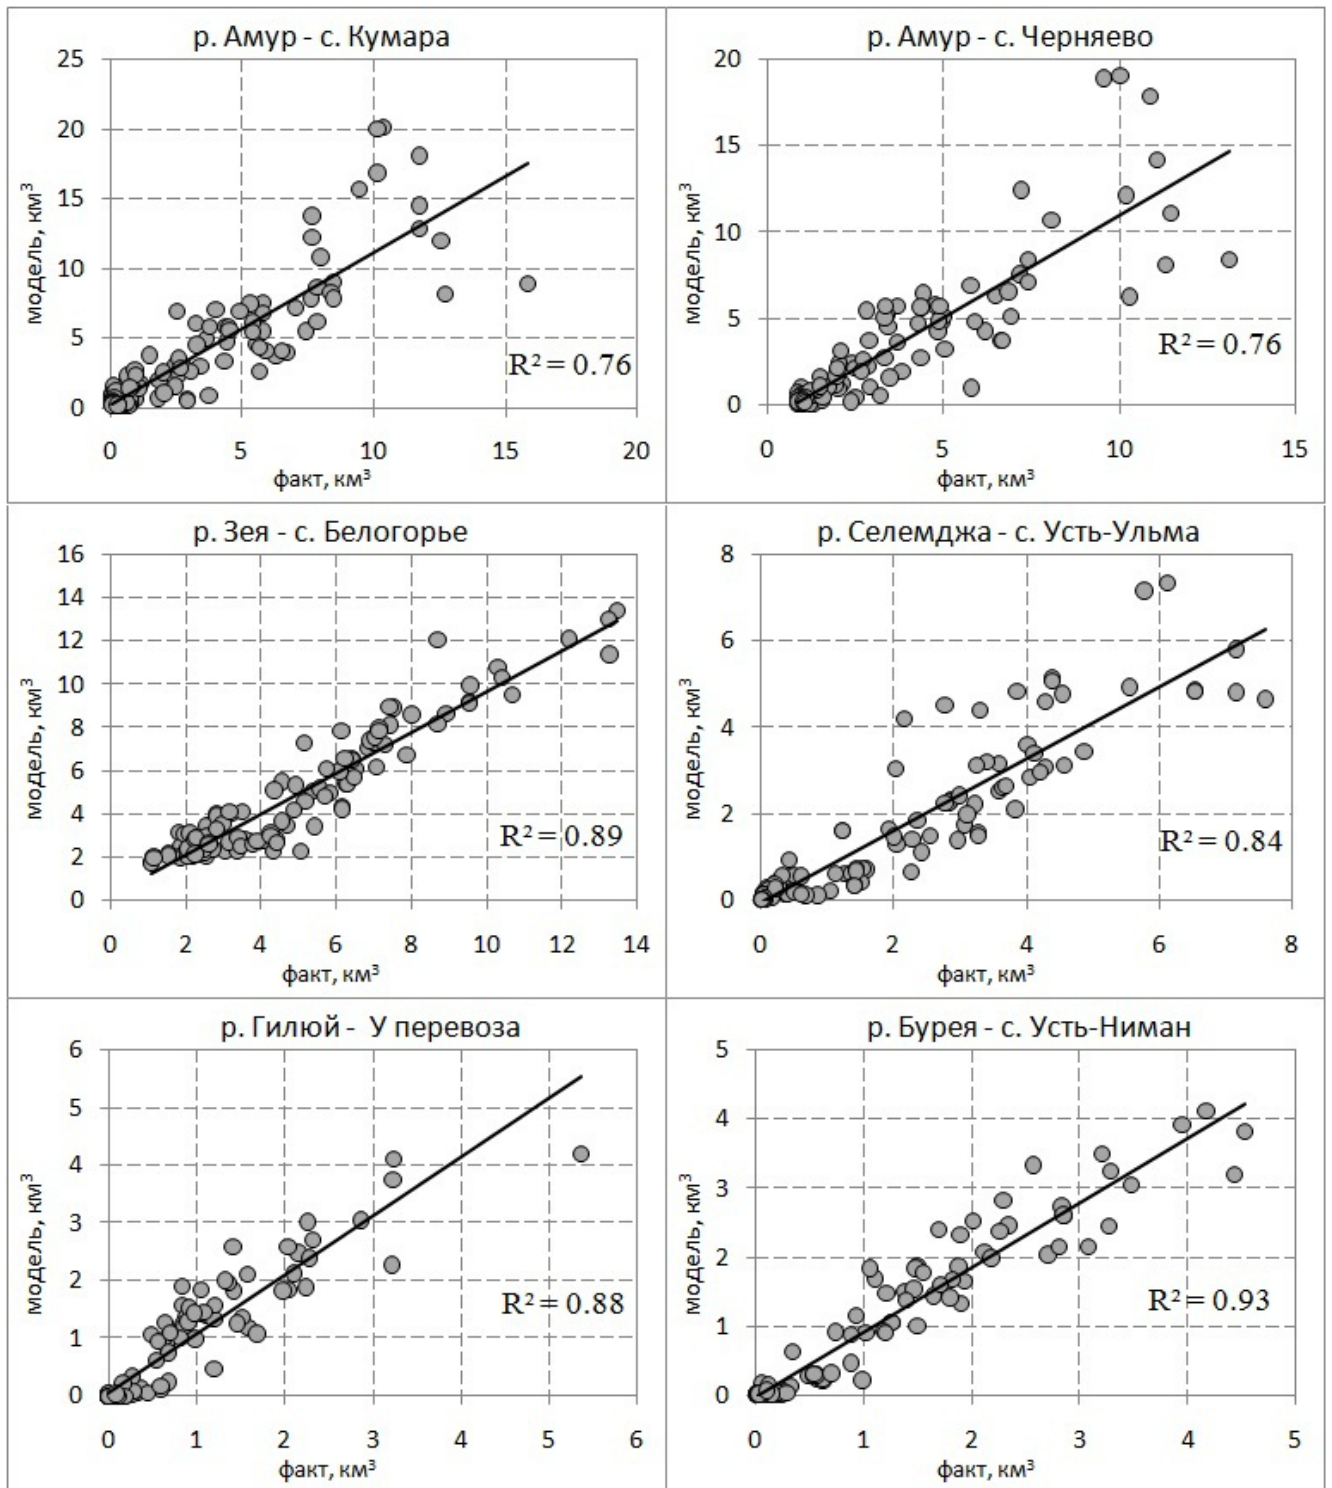 р. Амур - с. Кумара
25
20
15
10
5
0
модель, км³
R² = 0.76
0 5 10 15 20
факт, км³
р. Амур - с. Черняево
20
15
10
5
0
модель, км³
R² = 0.76
0 5 10 15
факт, км³
р. Зея - с. Белогорье
16
14
12
10
8
6
4
2
0
модель, км³
R² = 0.89
0 2 4 6 8 10 12 14
факт, км³
р. Селемджа - с. Усть-Ульма
8
6
4
2
0
модель, км³
R² = 0.84
0 2 4 6 8
факт, км³
р. Гилюй - У перевоза
6
5
4
3
2
1
0
модель, км³
R² = 0.88
0 1 2 3 4 5 6
факт, км³
р. Бурея - с. Усть-Ниман
5
4
3
2
1
0
модель, км³
R² = 0.93
0 1 2 3 4 5
факт, км³